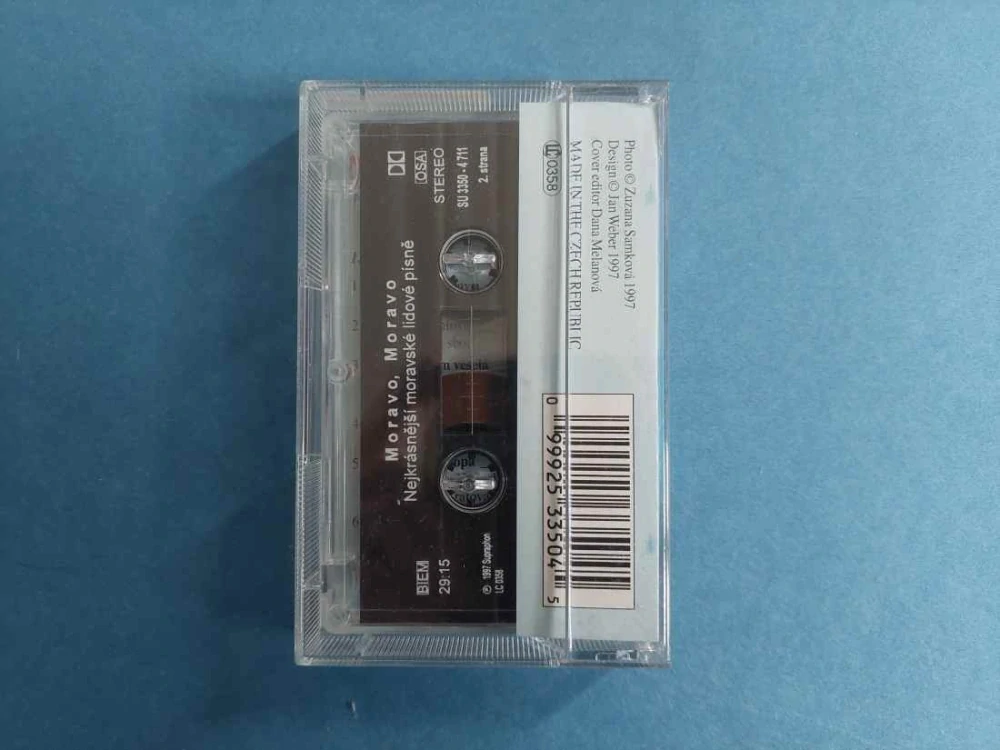 Moravo, Moravo
Nejkrásnější moravské lidové písně
BIEM
29:15
OSA
STEREO
SU 3350-4 711
2. strana
℗ 1997 Supraphon
LC 0358
Photo © Zuzana Samková 1997
Design © Jan Weber 1997
Cover editor Dana Melanová
MADE IN THE CZECH REPUBLIC
LC 0358
0 99925 33504 5